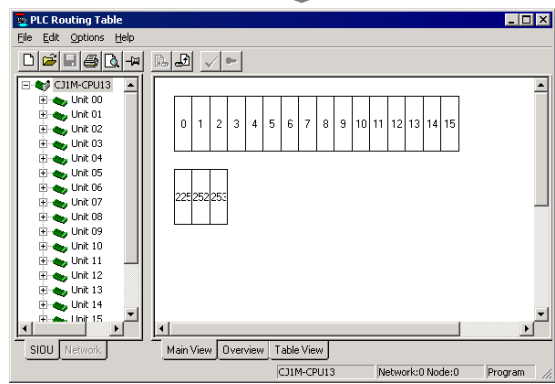 PLC Routing Table
File Edit Options Help
CJ1M-CPU13
Unit 00
Unit 01
Unit 02
Unit 03
Unit 04
Unit 05
Unit 06
Unit 07
Unit 08
Unit 09
Unit 10
Unit 11
Unit 12
Unit 13
Unit 14
Unit 15
0 1 2 3 4 5 6 7 8 9 10 11 12 13 14 15
225 252 253
SIOU Network
Main View Overview Table View
CJ1M-CPU13 Network:0 Node:0 Program